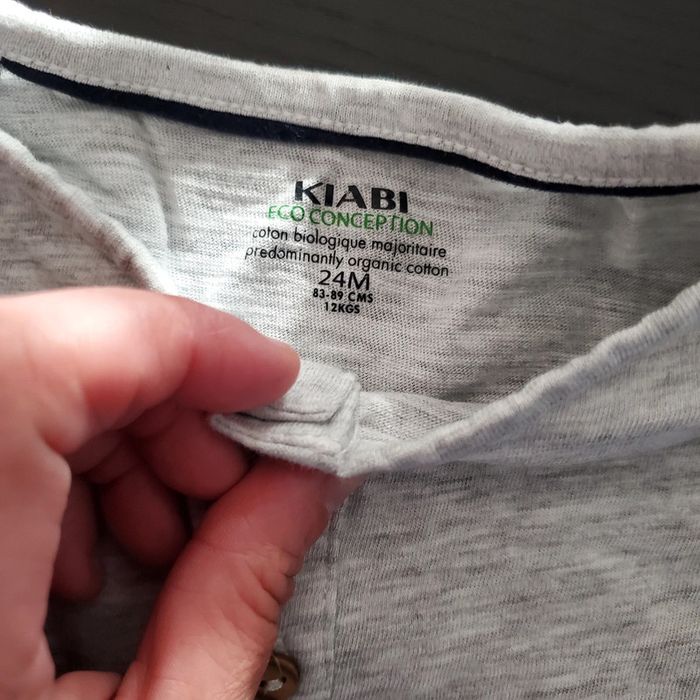 KIABI
ECO CONCEPTION
coton biologique majoritaire
predominantly organic cotton
24M
83-89 CMS
12KGS